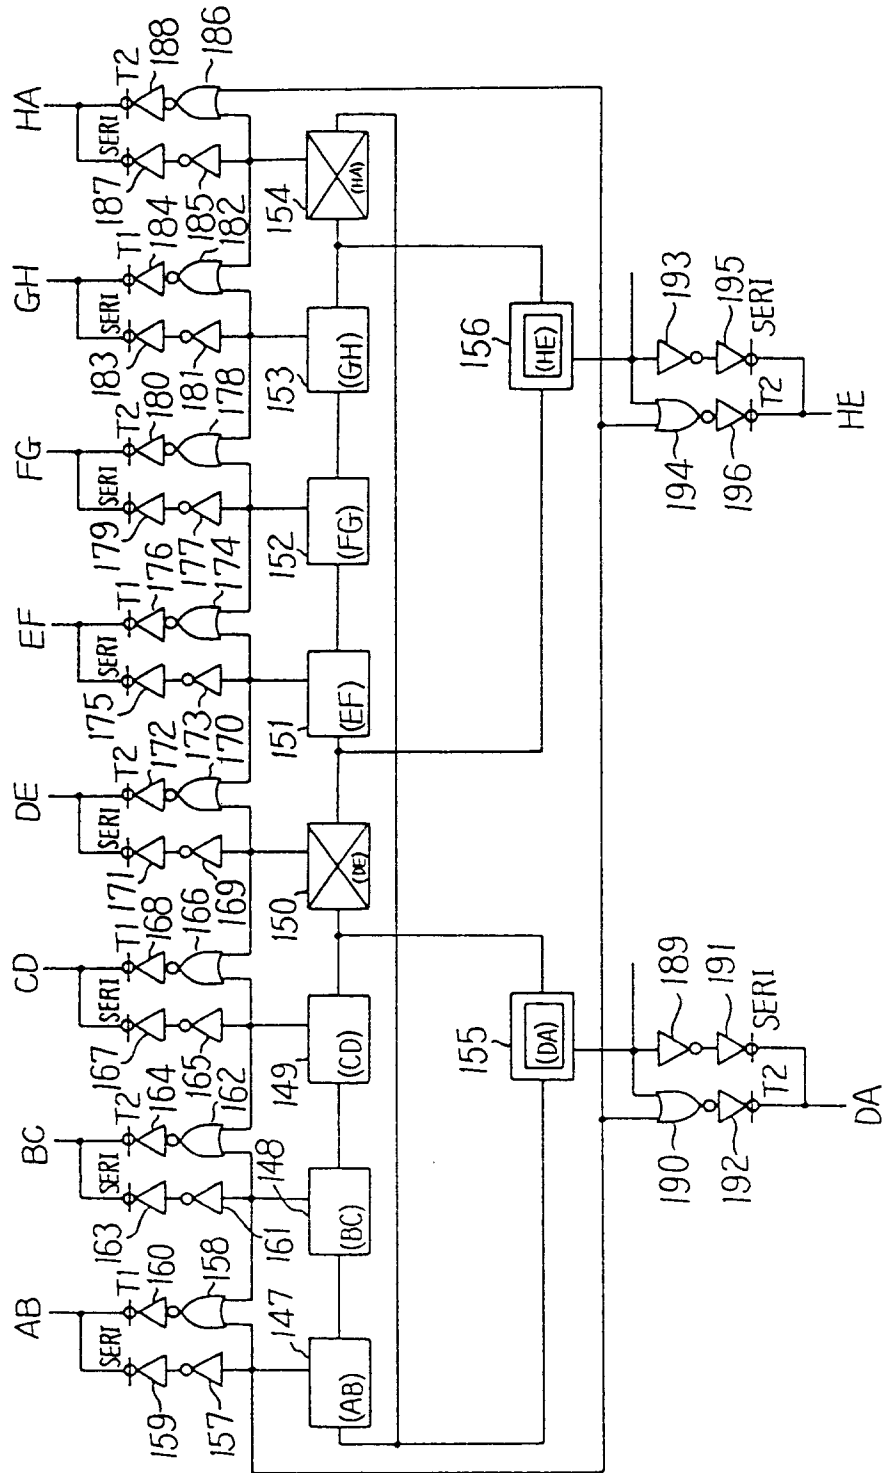 AB
BC
CD
DE
EF
FG
GH
HA
SERI T1
SERI T2
SERI T1
SERI T2
SERI T1
SERI T2
SERI T1
SERI T2
159 160
163 164
167 168
171 172
175 176
179 180
183 184
187 188
157 158
161 162
165 166
169 170
173 174
177 178
181 182
185 186
147
148
149
150
151
152
153
154
(AB)
(BC)
(CD)
(DE)
(EF)
(FG)
(GH)
(HA)
155
(DA)
156
(HE)
190 189
192 191
T2 SERI
DA
194 193
196 195
T2 SERI
HE